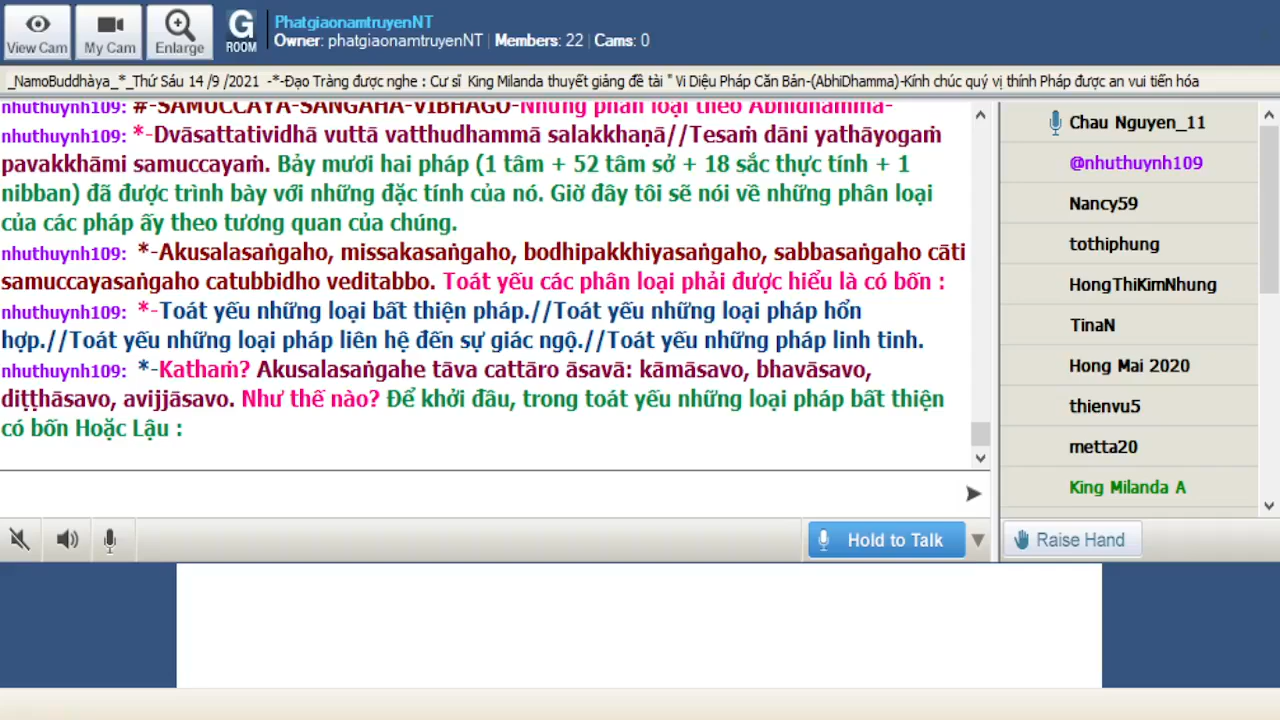 PhatgiaonamtruyenNT
Owner: phatgiaonamtruyenNT | Members: 22 | Cams: 0
View Cam
My Cam
Enlarge
G
ROOM
_NamoBuddhàya_*_Thứ Sáu 14 /9 /2021 -*-Đạo Tràng được nghe : Cư sĩ King Milanda thuyết giảng đề tài " Vi Diệu Pháp Căn Bản-(AbhiDhamma)-Kính chúc quý vị thính Pháp được an vui tiến hóa
nhuthuynh109: #-SAMUCCAYA-SAṄGAHA-VIBHAGO-Những phân loại theo Abhidhamma-
nhuthuynh109: *-Dvāsattatividhā vuttā vatthudhammā salakkhaṇā//Tesaṁ dāni yathāyogaṁ
pavakkhāmi samuccayaṁ. Bảy mươi hai pháp (1 tâm + 52 tâm sở + 18 sắc thực tính + 1
nibban) đã được trình bày với những đặc tính của nó. Giờ đây tôi sẽ nói về những phân loại
của các pháp ấy theo tương quan của chúng.
nhuthuynh109: *-Akusalasaṅgaho, missakasaṅgaho, bodhipakkhiyasaṅgaho, sabbasaṅgaho cāti
samuccayasaṅgaho catubbidho veditabbo. Toát yếu các phân loại phải được hiểu là có bốn :
nhuthuynh109: *-Toát yếu những loại bất thiện pháp.//Toát yếu những loại pháp hổn
hợp.//Toát yếu những loại pháp liên hệ đến sự giác ngộ.//Toát yếu những pháp linh tinh.
nhuthuynh109: *-Kathaṁ? Akusalasaṅgahe tāva cattāro āsavā: kāmāsavo, bhavāsavo,
diṭṭhāsavo, avijjāsavo. Như thế nào? Để khởi đầu, trong toát yếu những loại pháp bất thiện
có bốn Hoặc Lậu :
Chau Nguyen_11
@nhuthuynh109
Nancy59
tothiphung
HongThiKimNhung
TinaN
Hong Mai 2020
thienvu5
metta20
King Milanda A
Hold to Talk
Raise Hand